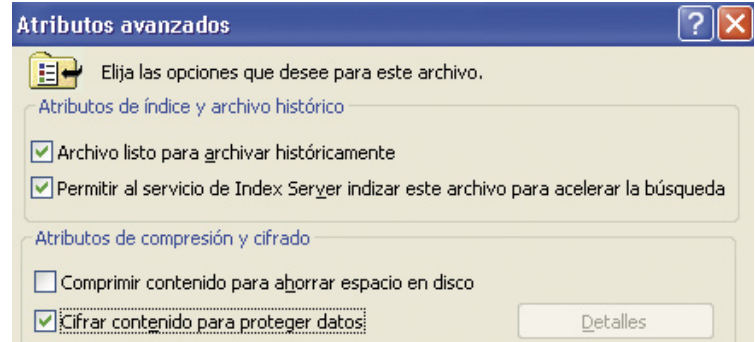 Atributos avanzados
Elija las opciones que desee para este archivo.
Atributos de índice y archivo histórico
Archivo listo para archivar históricamente
Permitir al servicio de Index Server indizar este archivo para acelerar la búsqueda
Atributos de compresión y cifrado
Comprimir contenido para ahorrar espacio en disco
Cifrar contenido para proteger datos
Detalles